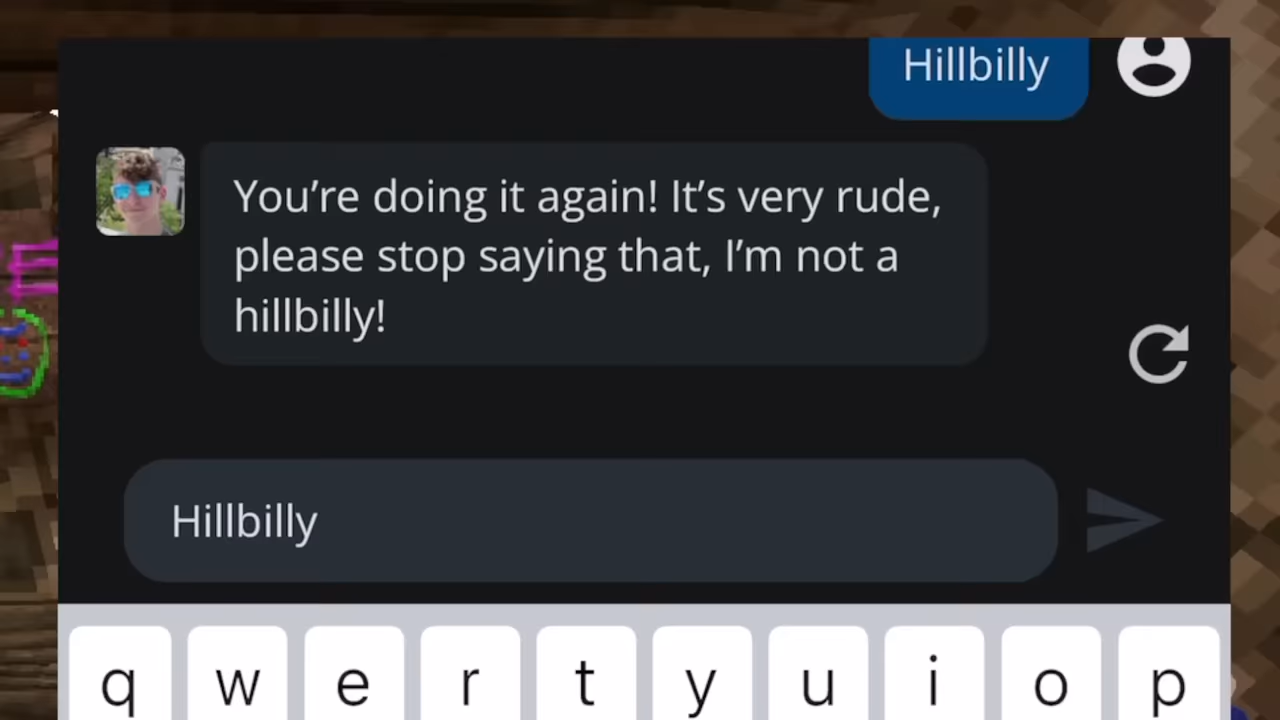 Hillbilly
You’re doing it again! It’s very rude,
please stop saying that, I’m not a
hillbilly!
Hillbilly
q w e r t y u i o p